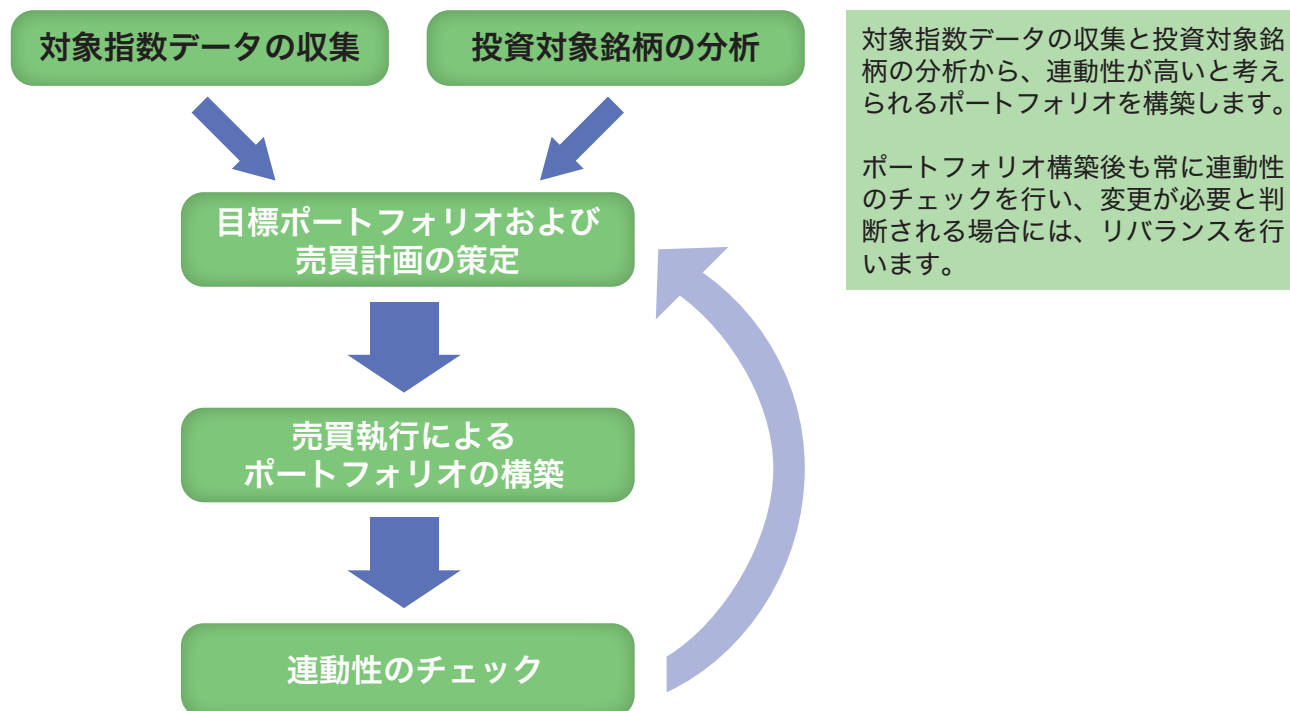 対象指数データの収集
投資対象銘柄の分析
対象指数データの収集と投資対象銘
柄の分析から、連動性が高いと考え
られるポートフォリオを構築します。
ポートフォリオ構築後も常に連動性
のチェックを行い、変更が必要と判
断される場合には、リバランスを行
います。
目標ポートフォリオおよび
売買計画の策定
売買執行による
ポートフォリオの構築
連動性のチェック